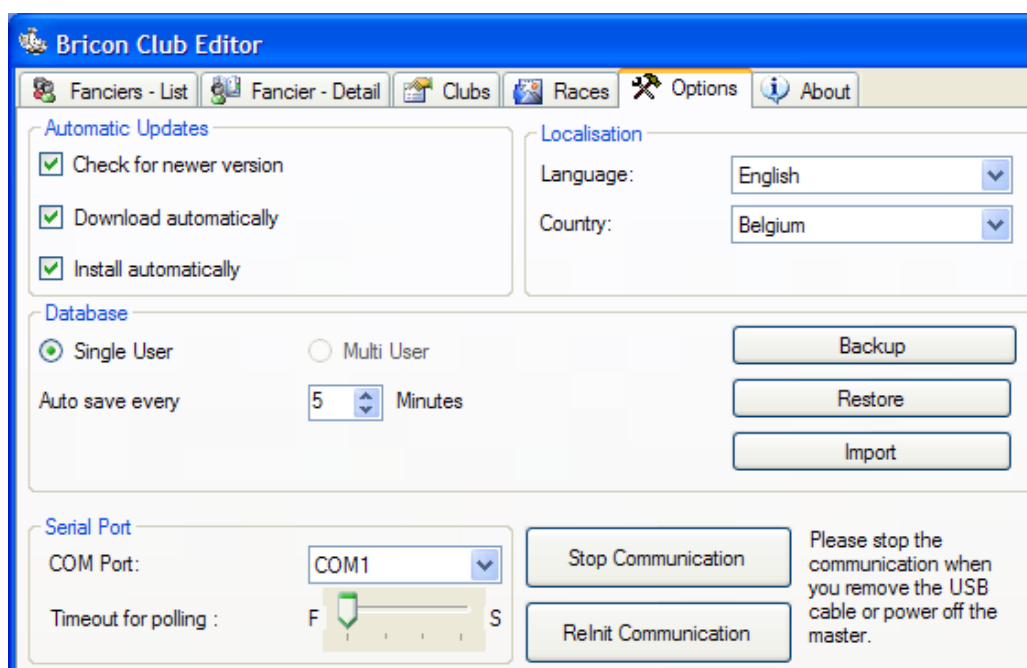 Bricon Club Editor
Fanciers - List Fancier - Detail Clubs Races Options About
Automatic Updates
Check for newer version
Download automatically
Install automatically
Localisation
Language: English
Country: Belgium
Database
Single User Multi User
Auto save every 5 Minutes
Backup
Restore
Import
Serial Port
COM Port: COM1
Timeout for polling : F S
Stop Communication
ReInit Communication
Please stop the
communication when
you remove the USB
cable or power off the
master.